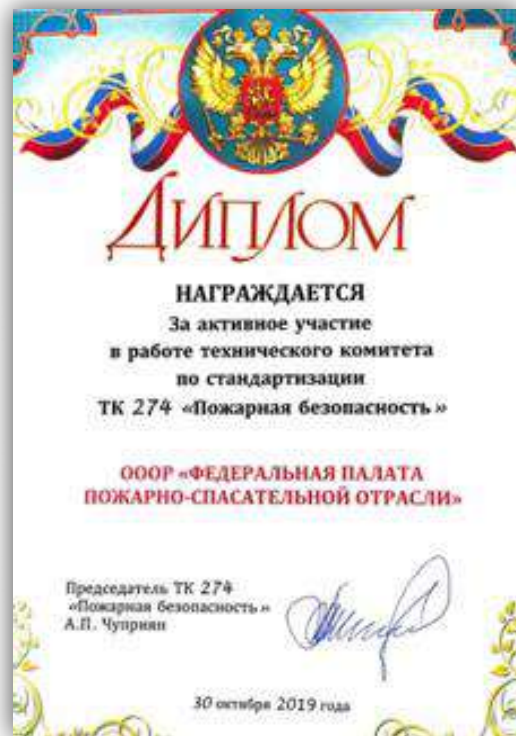 ДИПЛОМ
НАГРАЖДАЕТСЯ
За активное участие
в работе технического комитета
по стандартизации
ТК 274 «Пожарная безопасность»
ОООР «ФЕДЕРАЛЬНАЯ ПАЛАТА
ПОЖАРНО-СПАСАТЕЛЬНОЙ ОТРАСЛИ»
Председатель ТК 274
«Пожарная безопасность»
А.П. Чуприян
30 октября 2019 года